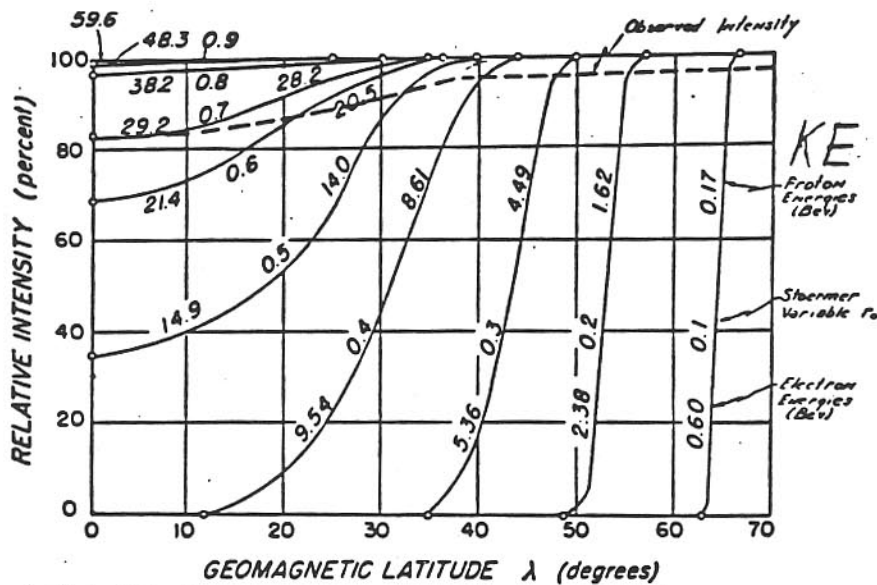 59.6
48.3 0.9
Observed Intensity
100
382 0.8
28.2
29.2 0.7
20.5
80
0.6
21.4
14.0
8.61
4.49
1.62
0.17
KE
Proton
Energies
(Bev)
60
0.5
14.9
40
0.4
0.3
0.2
0.1
Stoermer
Variable
20
9.54
5.36
2.38
0.60
Electron
Energies
(Bev)
0
0 10 20 30 40 50 60 70
RELATIVE INTENSITY (percent)
GEOMAGNETIC LATITUDE λ (degrees)